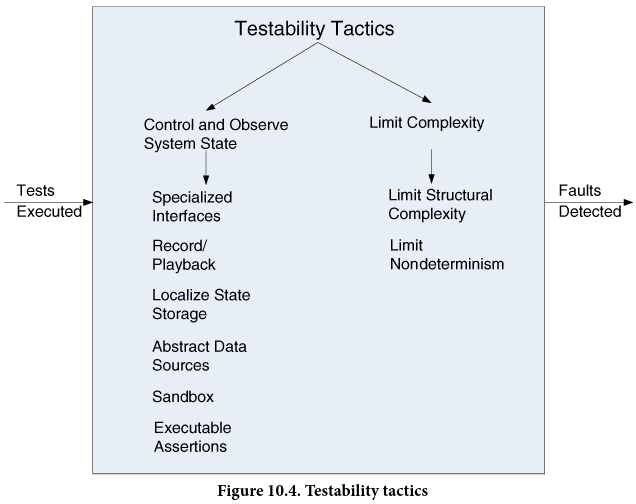 Testability Tactics
Control and Observe
System State
Limit Complexity
Tests
Executed
Specialized
Interfaces
Record/
Playback
Localize State
Storage
Abstract Data
Sources
Sandbox
Executable
Assertions
Limit Structural
Complexity
Limit
Nondeterminism
Faults
Detected
Figure 10.4. Testability tactics